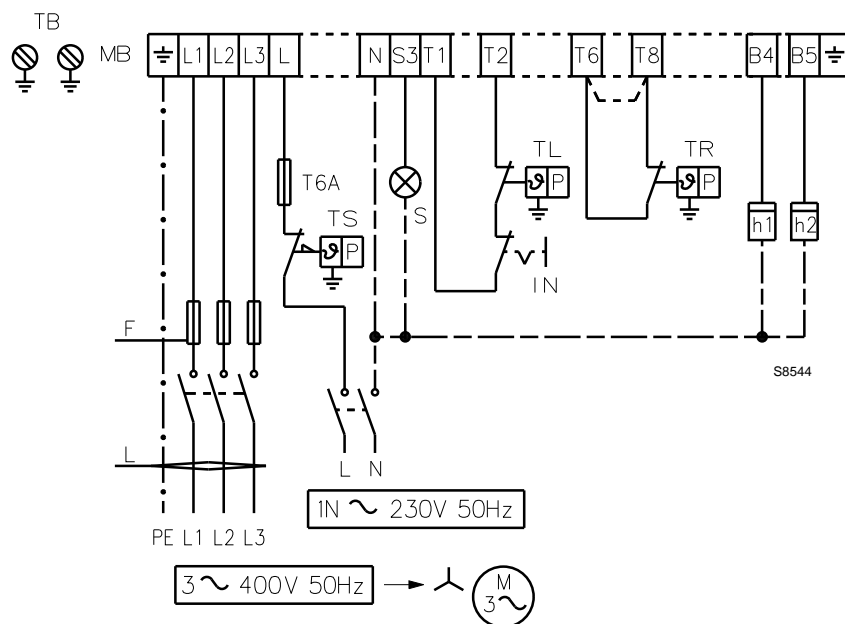 TB
MB L1 L2 L3 L N S3 T1 T2 T6 T8 B4 B5
TL TR
T6A
ϑ P ϑ P
S
TS
h1 h2
ϑ P
IN
F
S8544
L
L N
1N ~ 230V 50Hz
PE L1 L2 L3
3 ~ 400V 50Hz
M
3 ~